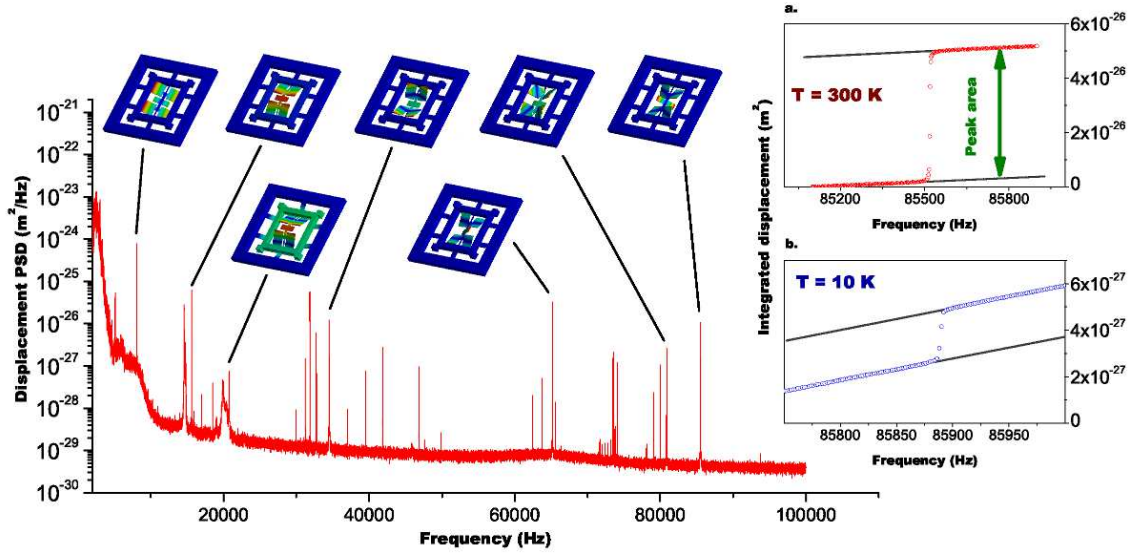 10⁻²¹
10⁻²²
10⁻²³
10⁻²⁴
10⁻²⁵
10⁻²⁶
10⁻²⁷
10⁻²⁸
10⁻²⁹
10⁻³⁰
Displacement PSD (m²/Hz)
20000 40000 60000 80000 100000
Frequency (Hz)
a.
T = 300 K
Peak area
6x10⁻²⁶
4x10⁻²⁶
2x10⁻²⁶
0
85200 85500 85800
Frequency (Hz)
Integrated displacement (m²)
b.
T = 10 K
6x10⁻²⁷
4x10⁻²⁷
2x10⁻²⁷
0
85800 85850 85900 85950
Frequency (Hz)